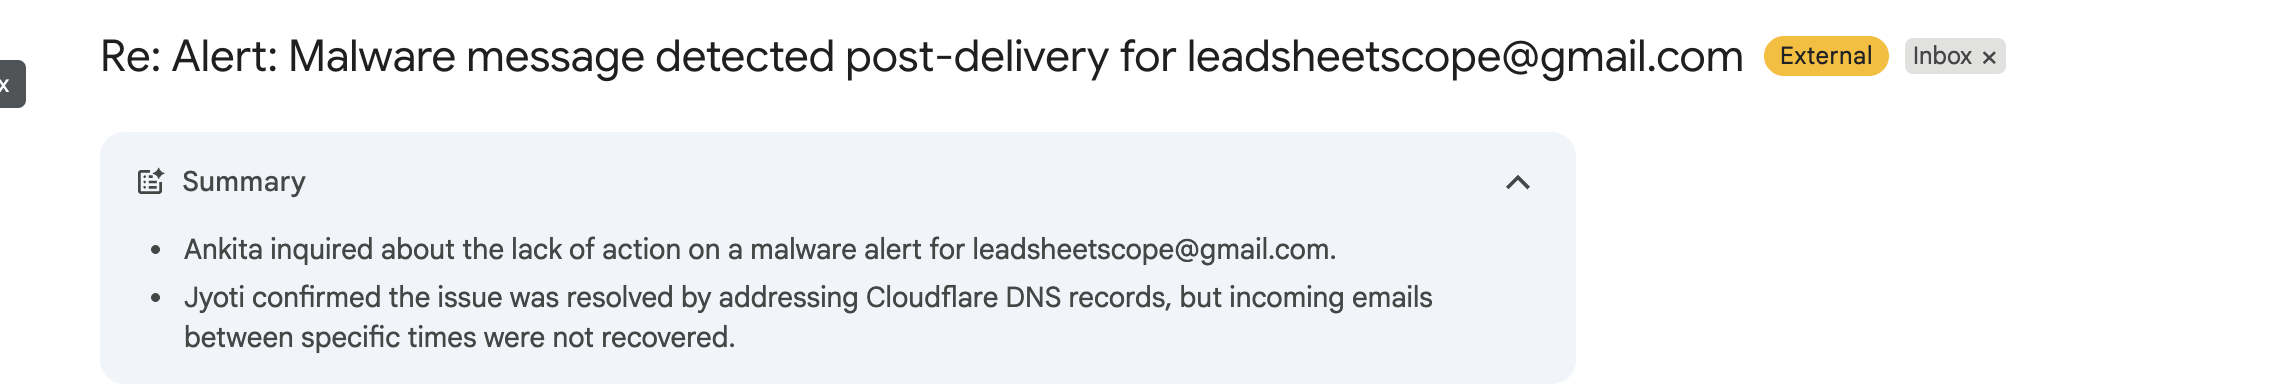 Re: Alert: Malware message detected post-delivery for leadsheetscope@gmail.com External Inbox ×
x
Summary
• Ankita inquired about the lack of action on a malware alert for leadsheetscope@gmail.com.
• Jyoti confirmed the issue was resolved by addressing Cloudflare DNS records, but incoming emails
between specific times were not recovered.